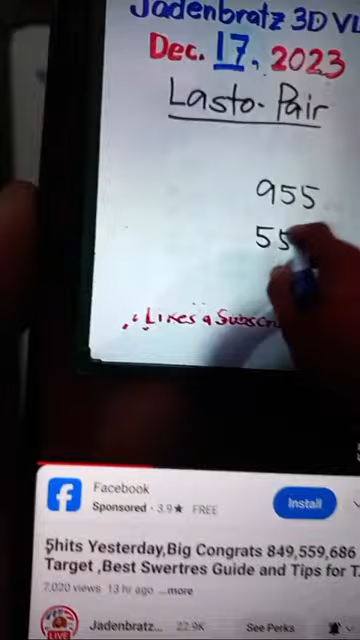 Jadenbratz 3D VL
Dec. 17, 2023
Lasto. Pair
955
55
Likes & Subscri
Facebook
Sponsored · 3.9★ FREE
Install
5hits Yesterday,Big Congrats 849,559,686
Target ,Best Swertres Guide and Tips for T
7,020 views 13 hr ago ...more
LIVE
Jadenbratz... 22.9K
See Perks